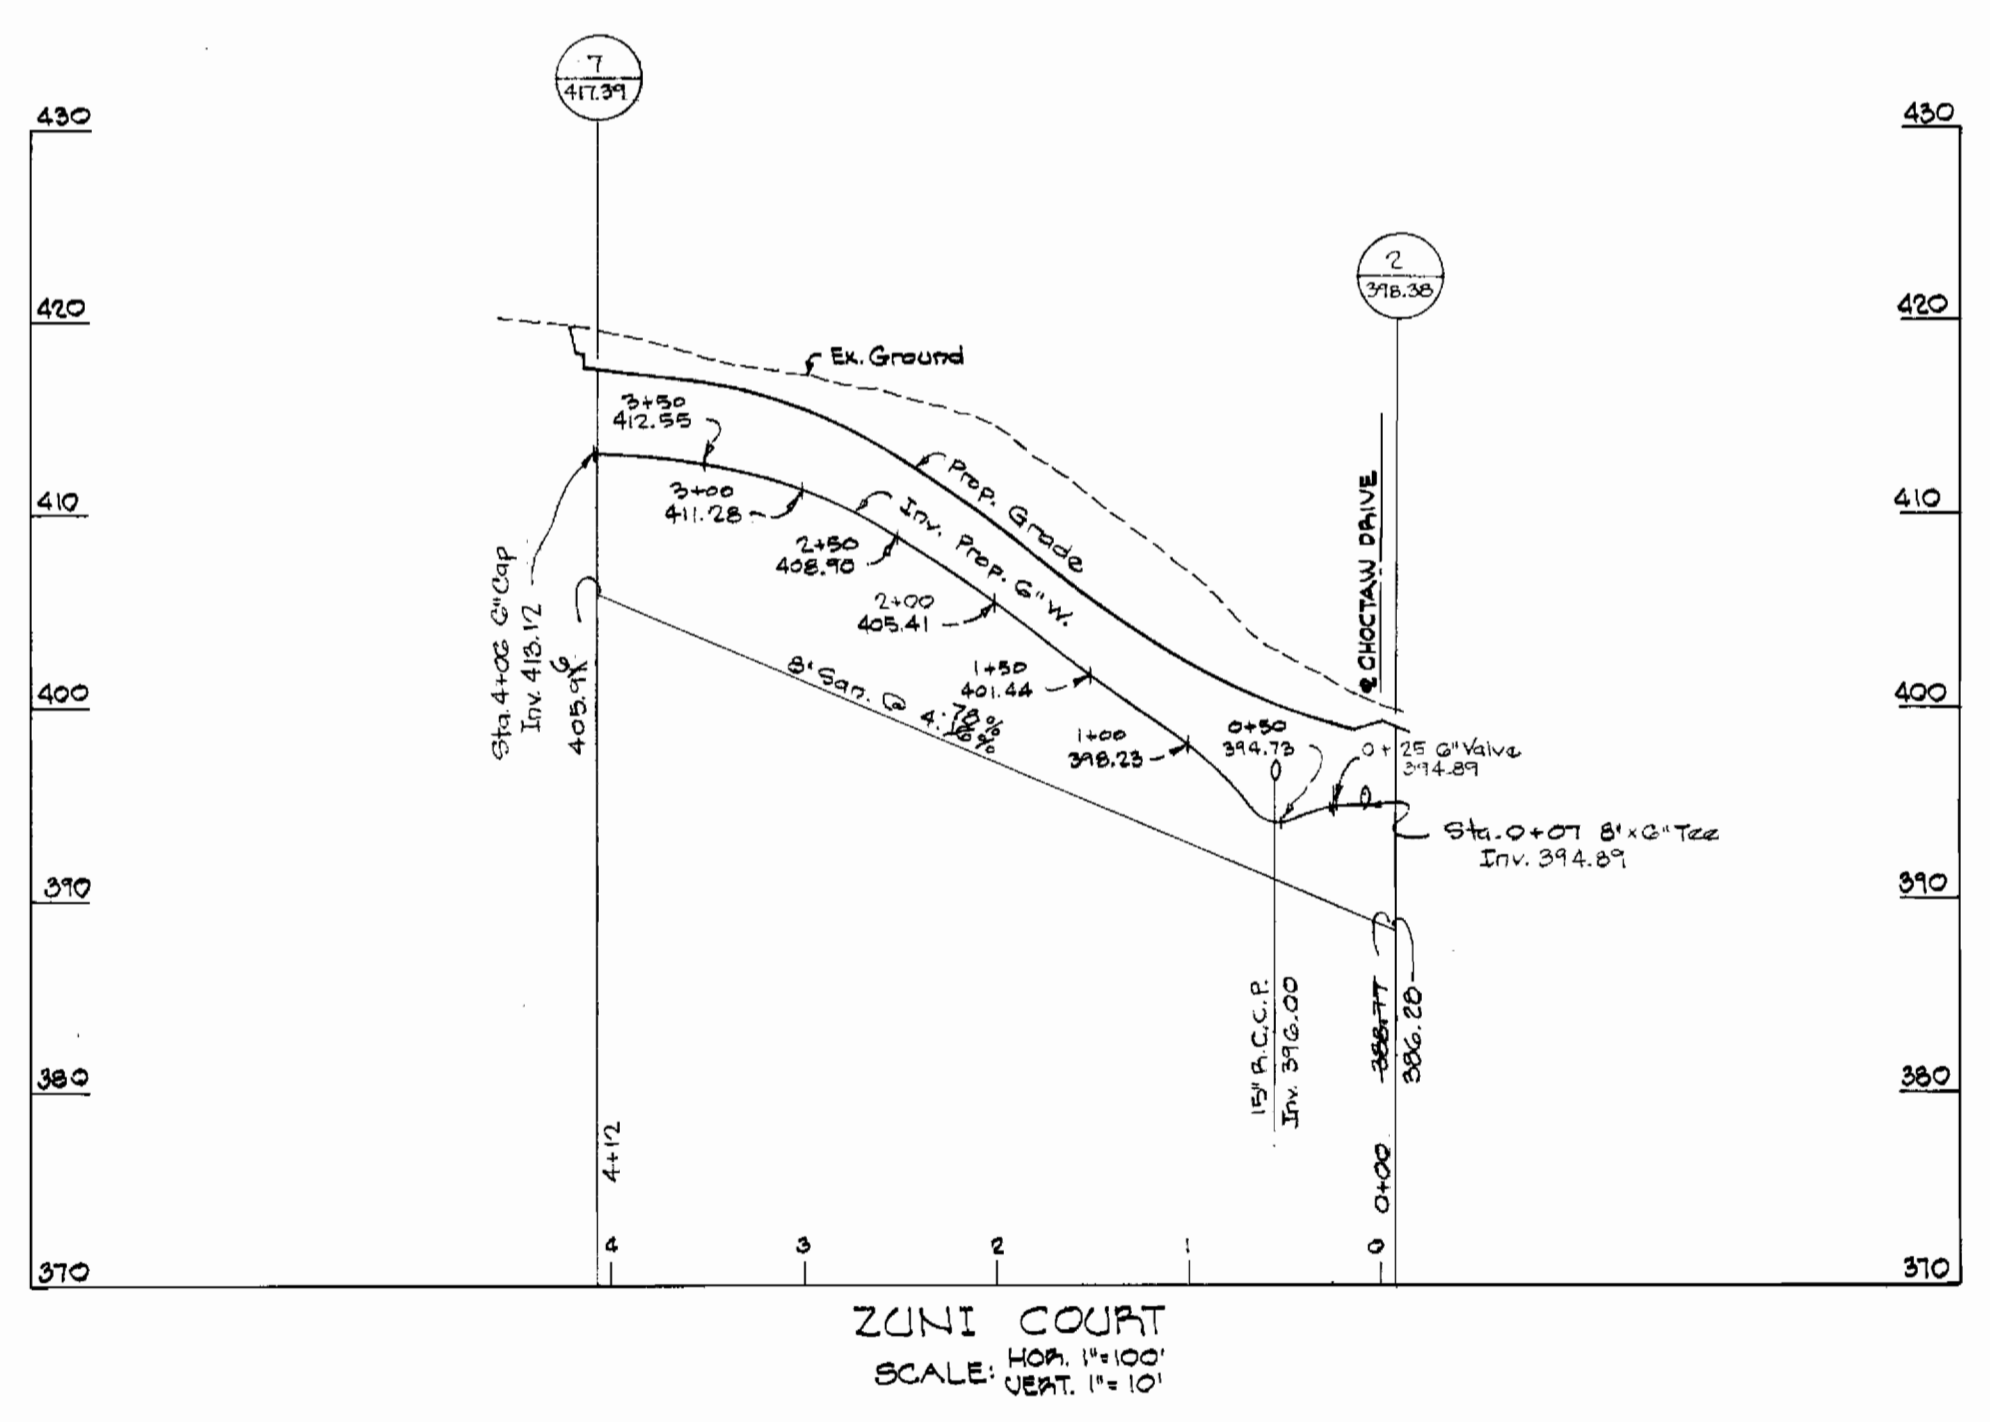 7
417.39
430
430
2
398.38
420
420
Ex. Ground
3+50
412.55
Prop. Grade
Inv. Prop. 6" W.
3+00
411.28
410
410
2+50
408.90
2+00
405.41
℄ CHOCTAW DRIVE
Sta. 4+06 6" Cap
Inv. 413.12
405.96
8" San. @ 4.78%
1+50
401.44
400
400
1+00
398.23
0+50
394.73
0+25 6" Valve
394.89
Sta. 0+07 8"x6" Tee
Inv. 394.89
390
390
15" R.C.C.P.
Inv. 396.00
388.77
386.28
380
380
4+12
0+00
4
3
2
1
0
370
370
ZUNI COURT
SCALE: HOR. 1"=100'
VERT. 1"=10'